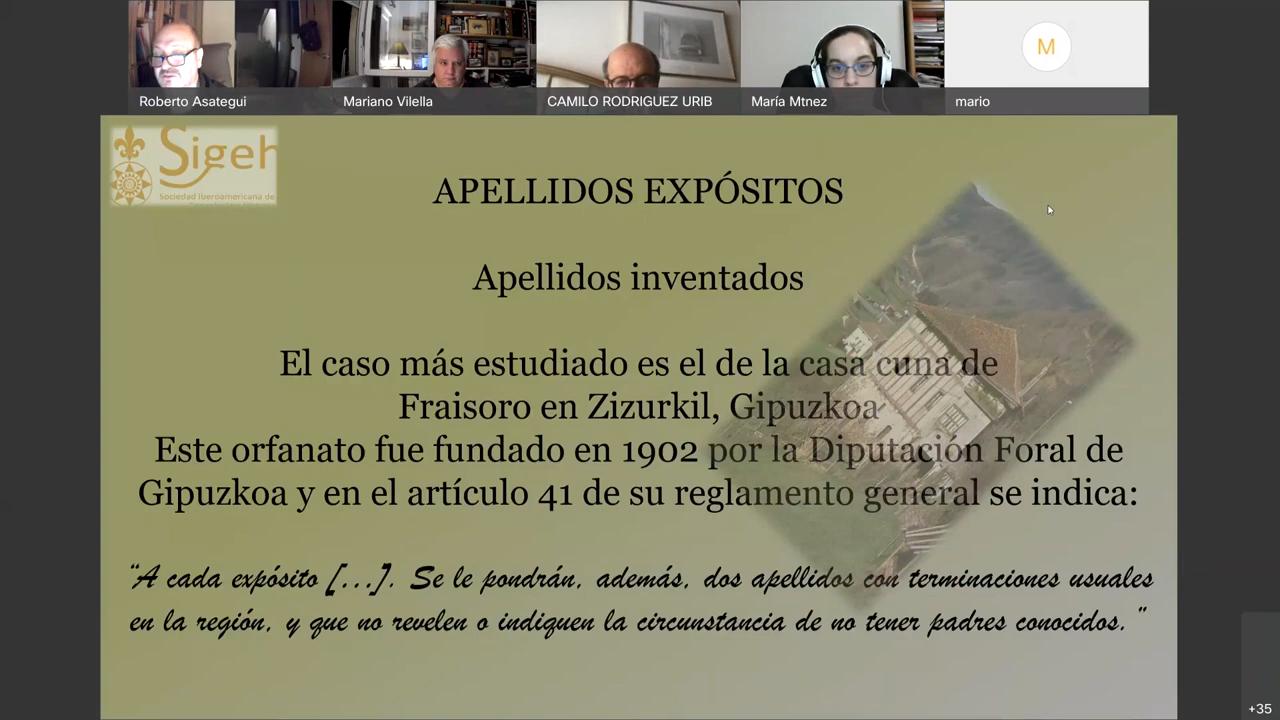 Roberto Asategui
Mariano Vilella
CAMILO RODRIGUEZ URIB
María Mtnez
M
mario
Sigeh
Sociedad Iberoamericana de
APELLIDOS EXPÓSITOS
Apellidos inventados
El caso más estudiado es el de la casa cuna de
Fraisoro en Zizurkil, Gipuzkoa
Este orfanato fue fundado en 1902 por la Diputación Foral de
Gipuzkoa y en el artículo 41 de su reglamento general se indica:
“A cada expósito [...]. Se le pondrán, además, dos apellidos con terminaciones usuales
en la región, y que no revelen o indiquen la circunstancia de no tener padres conocidos.”
+35